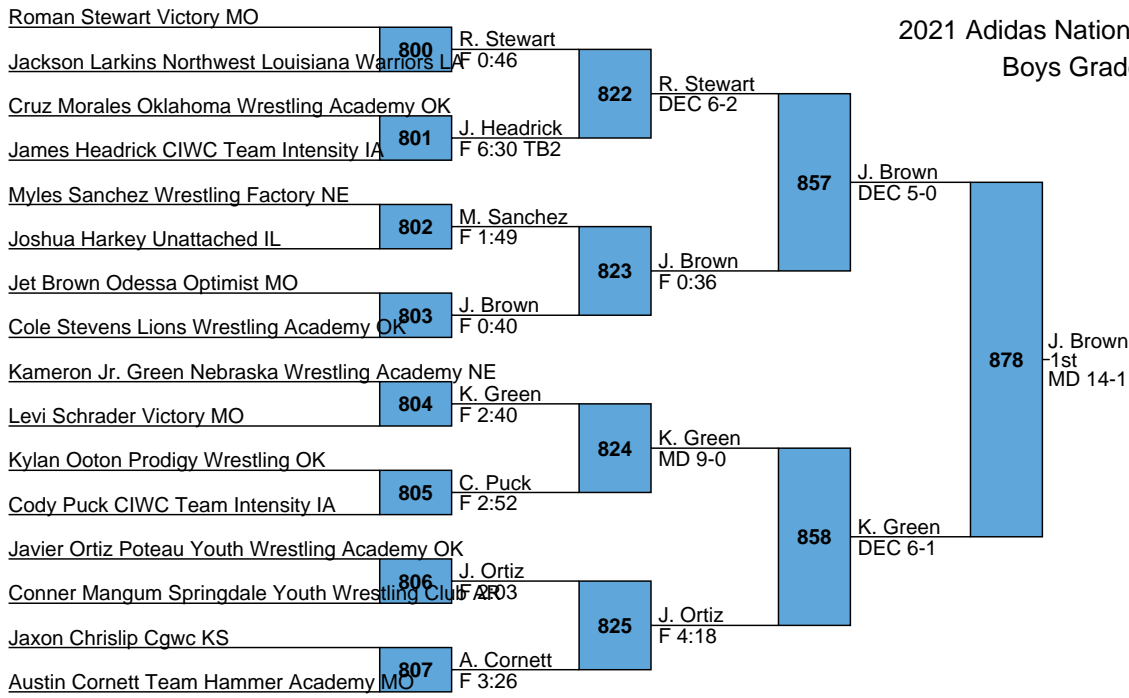 2021 Adidas Nation
Boys Grad
Roman Stewart Victory MO
800
Jackson Larkins Northwest Louisiana Warriors LA
R. Stewart
F 0:46
Cruz Morales Oklahoma Wrestling Academy OK
801
James Headrick CIWC Team Intensity IA
J. Headrick
F 6:30 TB2
822
R. Stewart
DEC 6-2
Myles Sanchez Wrestling Factory NE
802
Joshua Harkey Unattached IL
M. Sanchez
F 1:49
Jet Brown Odessa Optimist MO
803
Cole Stevens Lions Wrestling Academy OK
J. Brown
F 0:40
823
J. Brown
F 0:36
857
J. Brown
DEC 5-0
Kameron Jr. Green Nebraska Wrestling Academy NE
804
Levi Schrader Victory MO
K. Green
F 2:40
Kylan Ooton Prodigy Wrestling OK
805
Cody Puck CIWC Team Intensity IA
C. Puck
F 2:52
824
K. Green
MD 9-0
Javier Ortiz Poteau Youth Wrestling Academy OK
806
Conner Mangum Springdale Youth Wrestling Club AR
J. Ortiz
F 2:03
Jaxon Chrislip Cgwc KS
807
Austin Cornett Team Hammer Academy MO
A. Cornett
F 3:26
825
J. Ortiz
F 4:18
858
K. Green
DEC 6-1
878
J. Brown
1st
MD 14-1